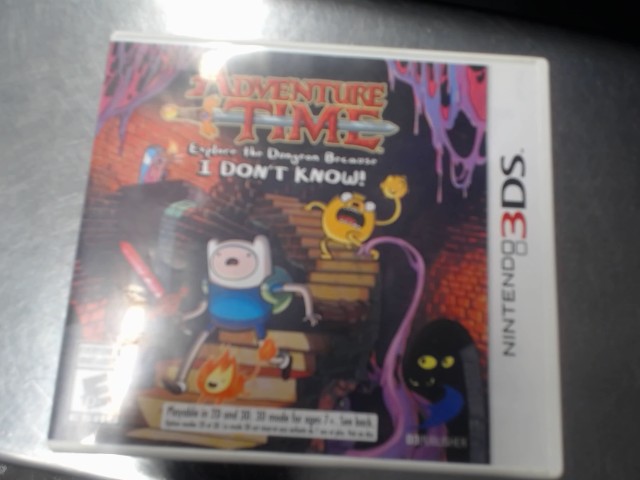 ADVENTURE
TIME
Explore the Dungeon Because
I DON'T KNOW!
NINTENDO 3DS
Playable in 2D and 3D. 3D mode for ages 7+. See back.
M
PUBLISHER